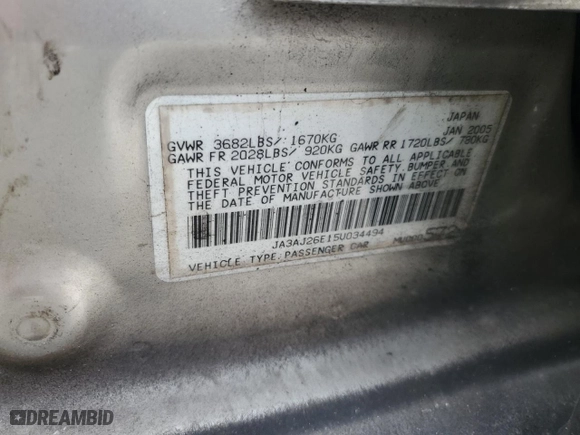 JAPAN
GVWR 3682LBS/ 1670KG JAN 2005
GAWR FR 2028LBS/ 920KG GAWR RR 1720LBS/ 780KG
THIS VEHICLE CONFORMS TO ALL APPLICABLE
FEDERAL MOTOR VEHICLE SAFETY, BUMPER AND
THEFT PREVENTION STANDARDS IN EFFECT ON
THE DATE OF MANUFACTURE SHOWN ABOVE
JA3AJ26E15U034494
VEHICLE TYPE: PASSENGER CAR
DREAMBID